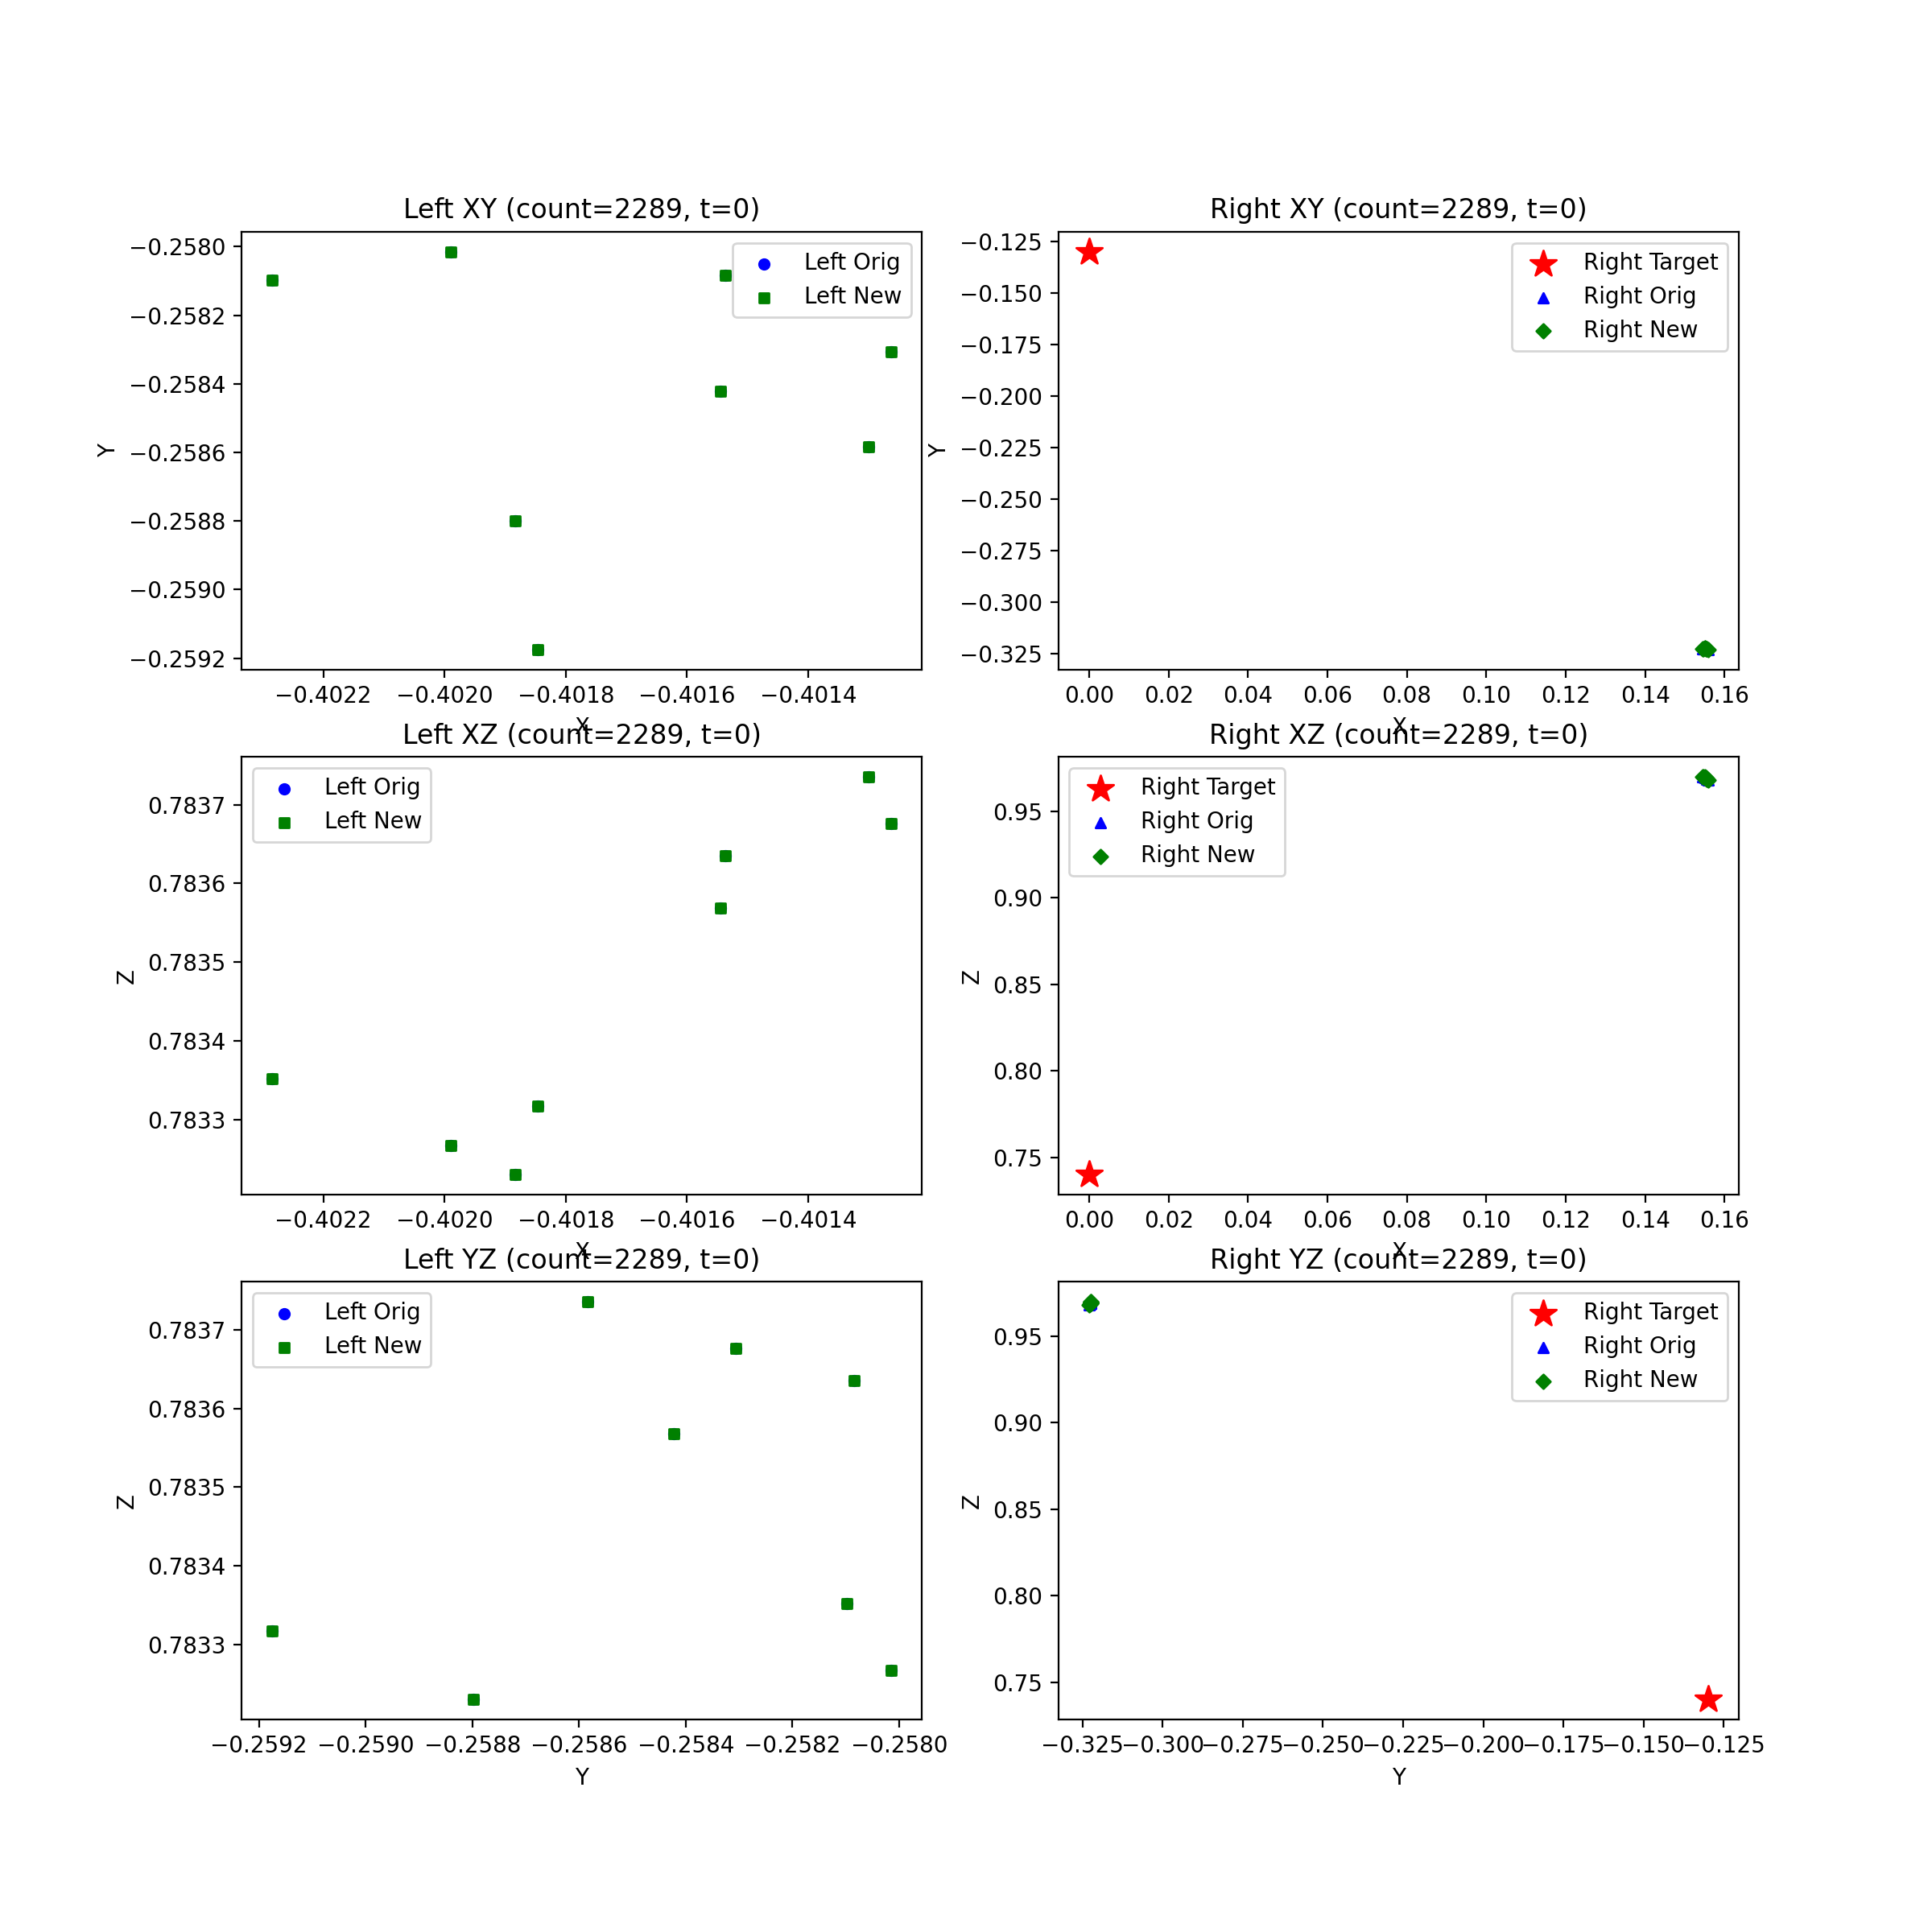 Left XY (count=2289, t=0)
−0.2580
−0.2582
−0.2584
−0.2586
−0.2588
−0.2590
−0.2592
Y
Left Orig
Left New
−0.4022 −0.4020 −0.4018 −0.4016 −0.4014
X
Right XY (count=2289, t=0)
−0.125
−0.150
−0.175
−0.200
−0.225
−0.250
−0.275
−0.300
−0.325
Y
Right Target
Right Orig
Right New
0.00 0.02 0.04 0.06 0.08 0.10 0.12 0.14 0.16
X
Left XZ (count=2289, t=0)
0.7837
0.7836
0.7835
0.7834
0.7833
Z
Left Orig
Left New
−0.4022 −0.4020 −0.4018 −0.4016 −0.4014
X
Right XZ (count=2289, t=0)
0.95
0.90
0.85
0.80
0.75
Z
Right Target
Right Orig
Right New
0.00 0.02 0.04 0.06 0.08 0.10 0.12 0.14 0.16
X
Left YZ (count=2289, t=0)
0.7837
0.7836
0.7835
0.7834
0.7833
Z
Left Orig
Left New
−0.2592 −0.2590 −0.2588 −0.2586 −0.2584 −0.2582 −0.2580
Y
Right YZ (count=2289, t=0)
0.95
0.90
0.85
0.80
0.75
Z
Right Target
Right Orig
Right New
−0.325 −0.300 −0.275 −0.250 −0.225 −0.200 −0.175 −0.150 −0.125
Y